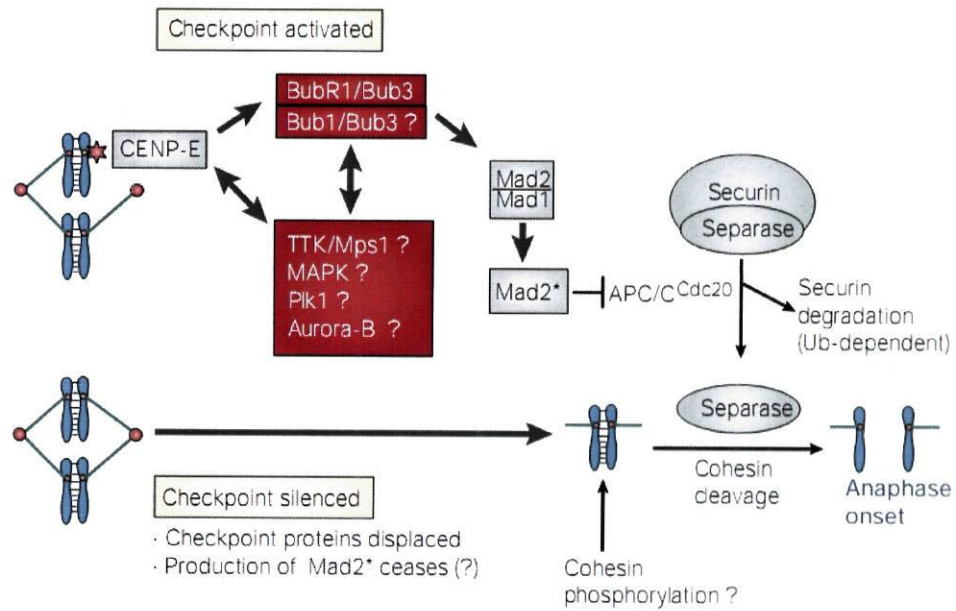 Checkpoint activated
BubR1/Bub3
Bub1/Bub3 ?
CENP-E
TTK/Mps1 ?
MAPK ?
Plk1 ?
Aurora-B ?
Mad2
Mad1
Mad2*
APC/C Cdc20
Securin
Separase
Securin
degradation
(Ub-dependent)
Separase
Cohesin
cleavage
Anaphase
onset
Checkpoint silenced
· Checkpoint proteins displaced
· Production of Mad2* ceases (?)
Cohesin
phosphorylation ?